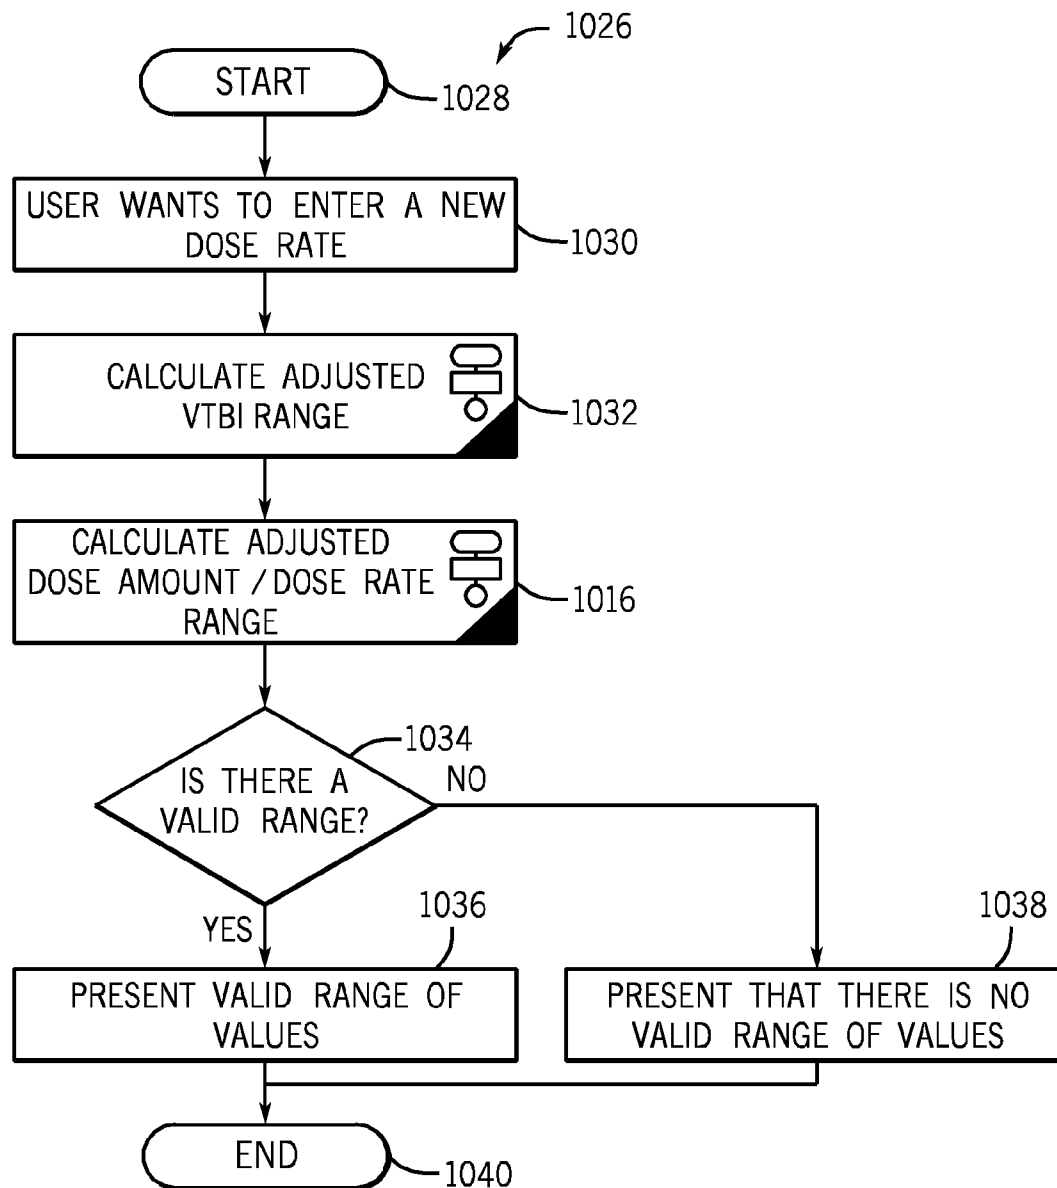 1026
START
1028
USER WANTS TO ENTER A NEW
DOSE RATE
1030
CALCULATE ADJUSTED
VTBI RANGE
1032
CALCULATE ADJUSTED
DOSE AMOUNT / DOSE RATE
RANGE
1016
1034
IS THERE A
VALID RANGE?
NO
YES
1036
1038
PRESENT VALID RANGE OF
VALUES
PRESENT THAT THERE IS NO
VALID RANGE OF VALUES
END
1040